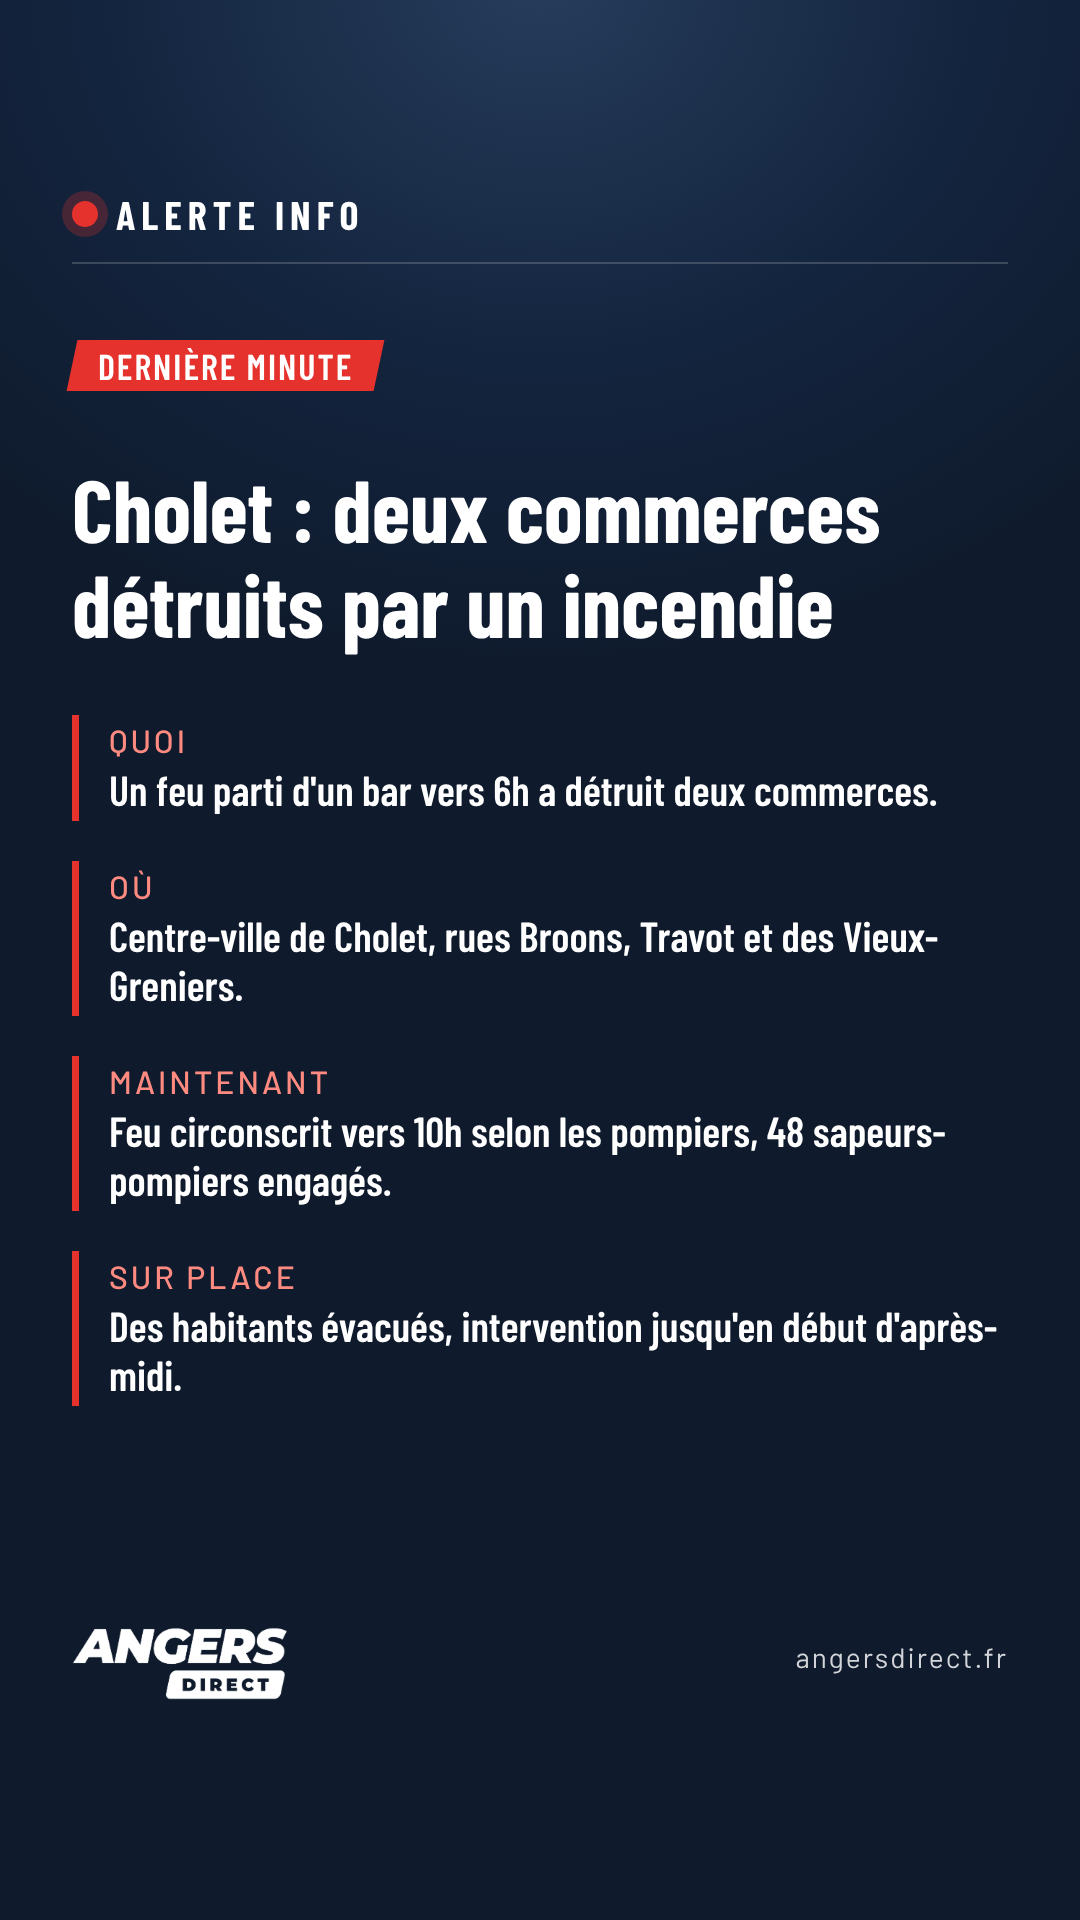 ALERTE INFO
DERNIÈRE MINUTE
Cholet : deux commerces
détruits par un incendie
QUOI
Un feu parti d'un bar vers 6h a détruit deux commerces.
OÙ
Centre-ville de Cholet, rues Broons, Travot et des Vieux-
Greniers.
MAINTENANT
Feu circonscrit vers 10h selon les pompiers, 48 sapeurs-
pompiers engagés.
SUR PLACE
Des habitants évacués, intervention jusqu'en début d'après-
midi.
ANGERS
DIRECT
angersdirect.fr